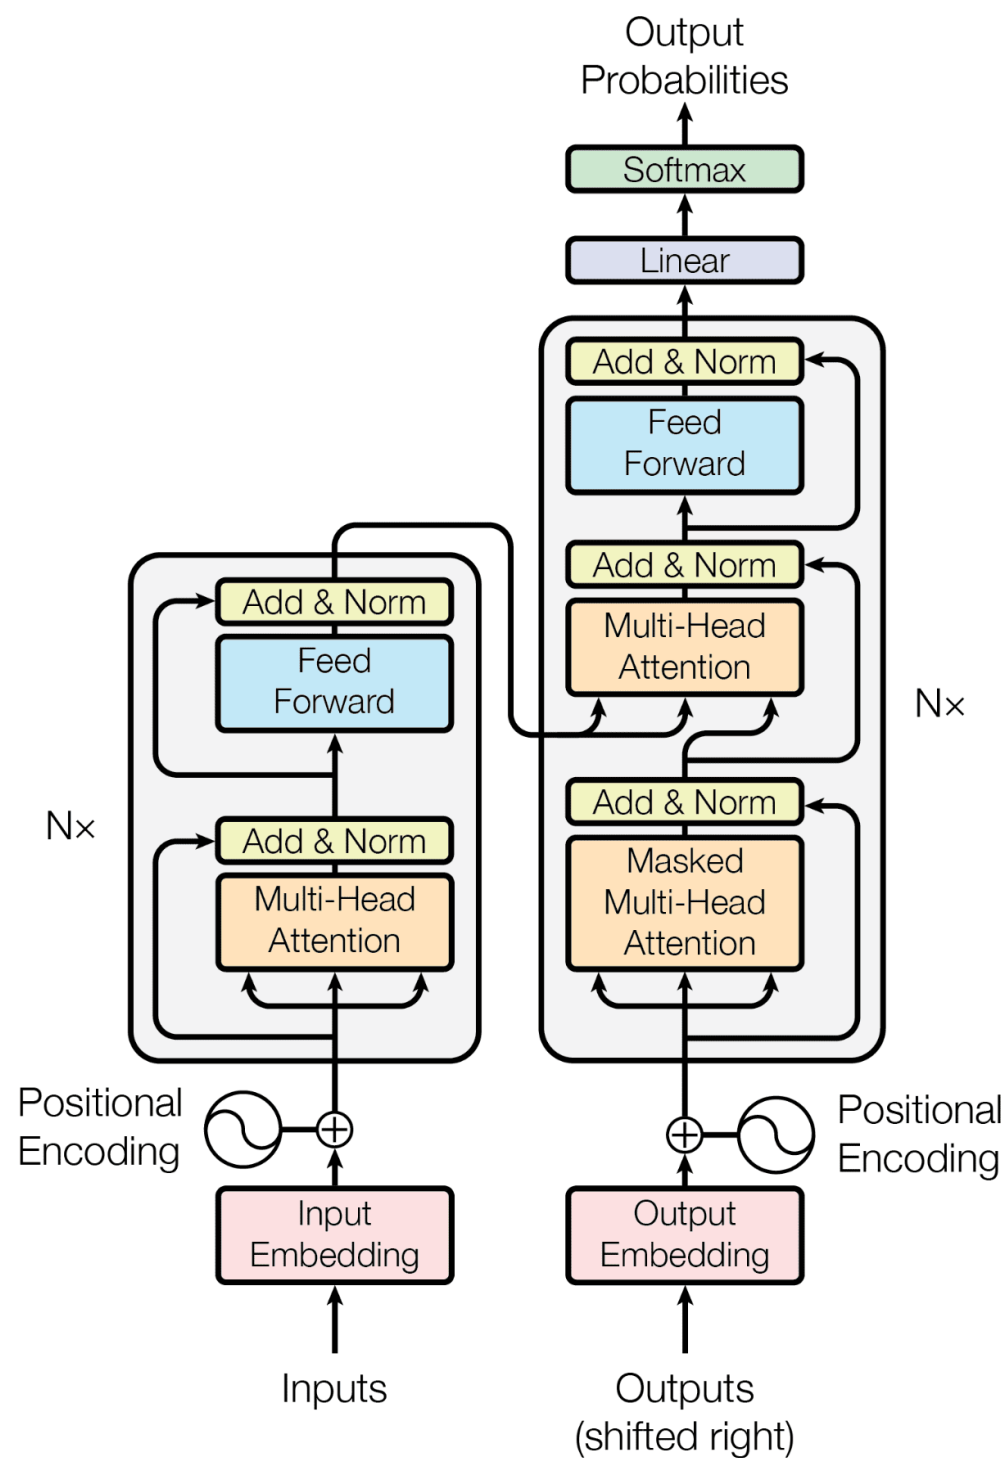 Output
Probabilities
Softmax
Linear
Add & Norm
Feed
Forward
Add & Norm
Multi-Head
Attention
N×
Add & Norm
Masked
Multi-Head
Attention
Add & Norm
Feed
Forward
N×
Add & Norm
Multi-Head
Attention
Positional
Encoding
Positional
Encoding
Input
Embedding
Output
Embedding
Inputs
Outputs
(shifted right)